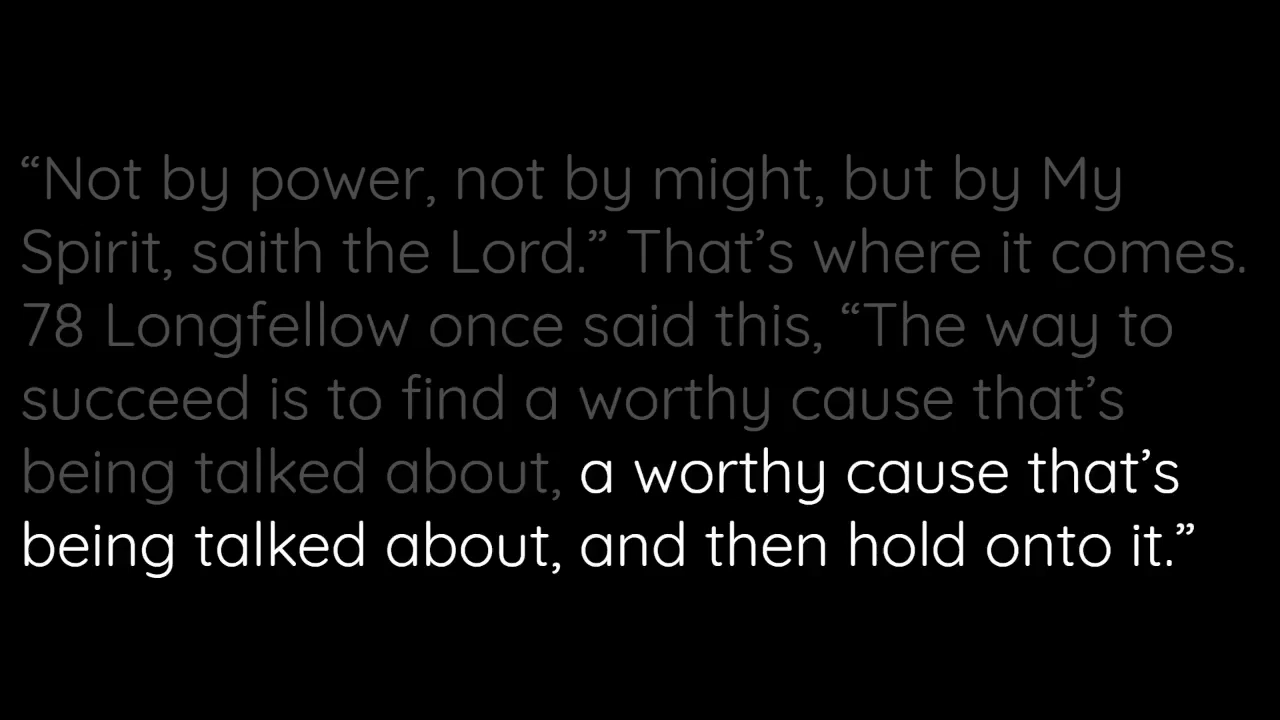 “Not by power, not by might, but by My
Spirit, saith the Lord.” That’s where it comes.
78 Longfellow once said this, “The way to
succeed is to find a worthy cause that’s
being talked about, a worthy cause that’s
being talked about, and then hold onto it.”